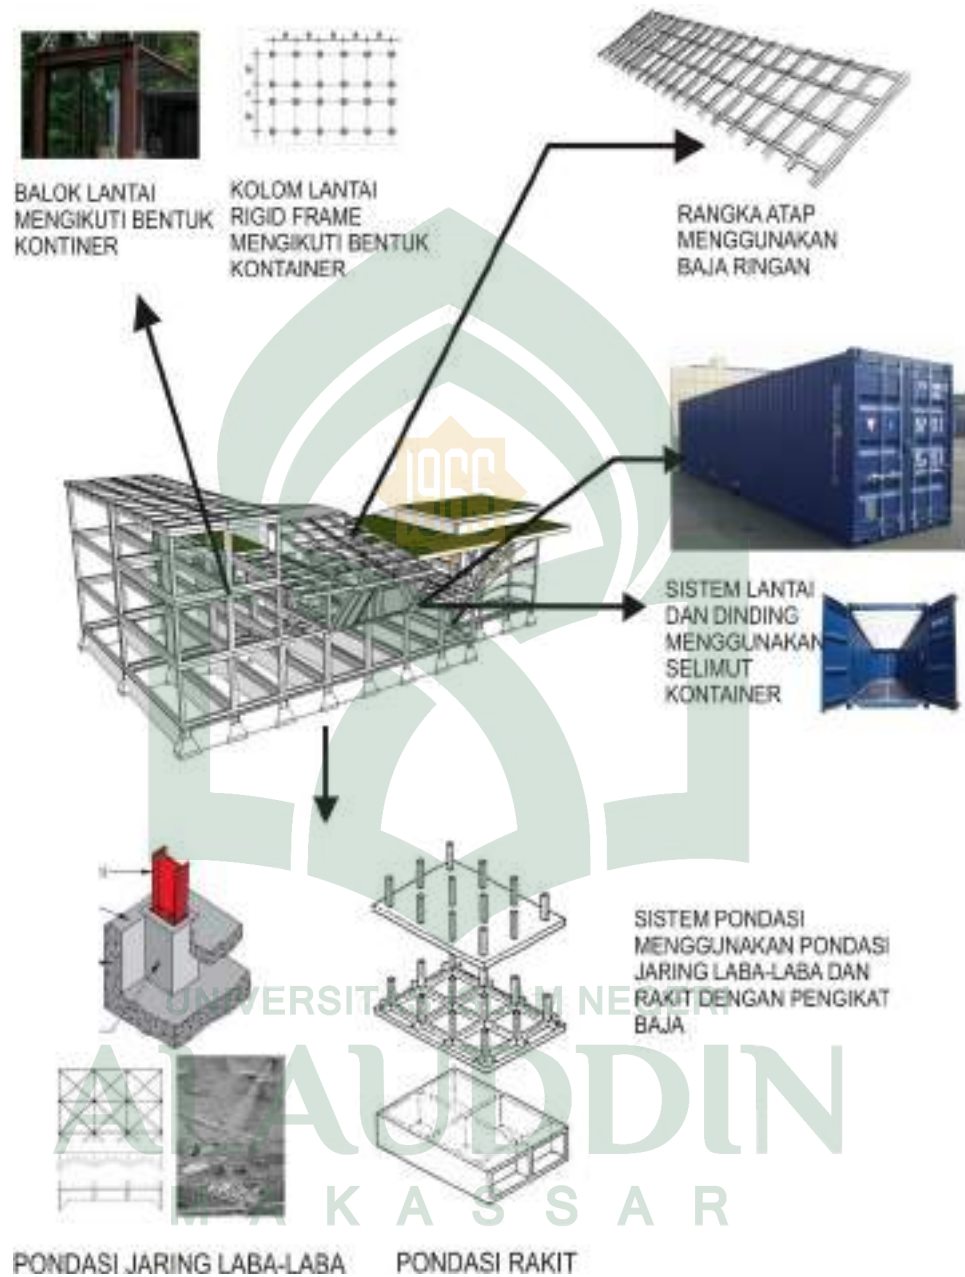 BALOK LANTAI
MENGIKUTI BENTUK
KONTINER
KOLOM LANTAI
RIGID FRAME
MENGIKUTI BENTUK
KONTAINER
RANGKA ATAP
MENGGUNAKAN
BAJA RINGAN
1965
SISTEM LANTAI
DAN DINDING
MENGGUNAKAN
SELIMUT
KONTAINER
SISTEM PONDASI
MENGGUNAKAN PONDASI
JARING LABA-LABA DAN
RAKIT DENGAN PENGIKAT
BAJA
UNIVERSITAS ISLAM NEGERI
ALAUDDIN
MAKASSAR
PONDASI JARING LABA-LABA
PONDASI RAKIT